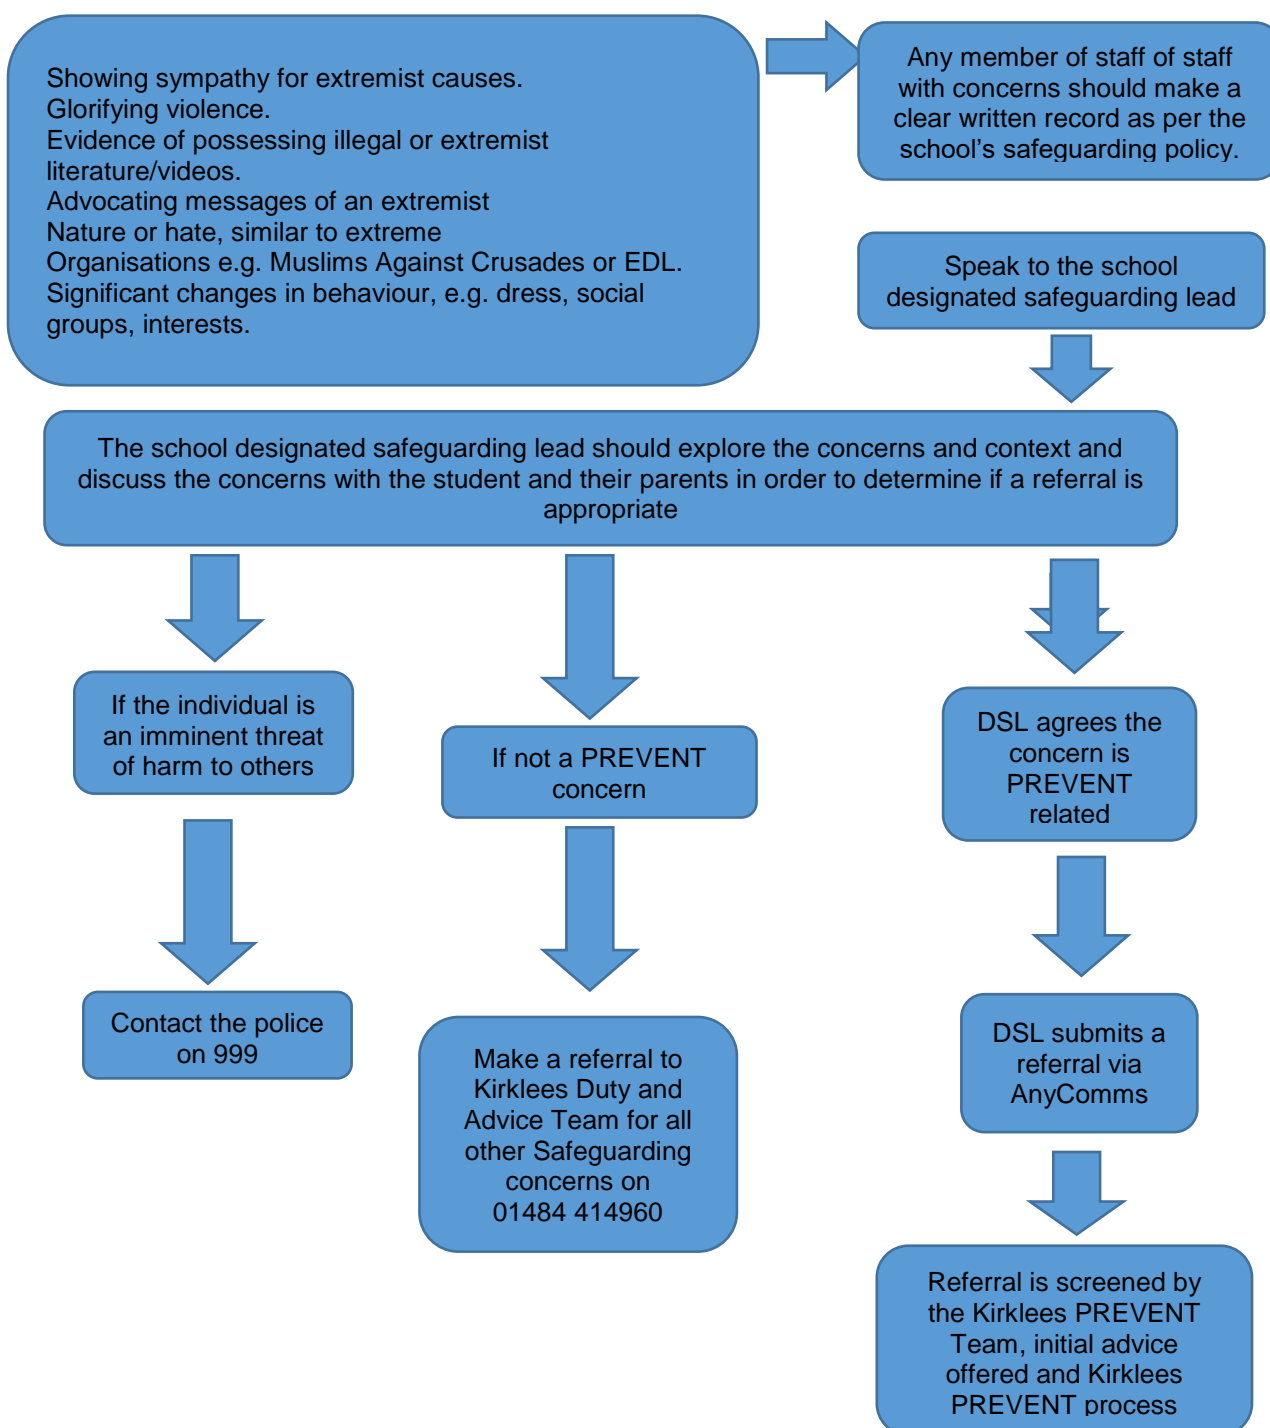 Showing sympathy for extremist causes.
Glorifying violence.
Evidence of possessing illegal or extremist
literature/videos.
Advocating messages of an extremist
Nature or hate, similar to extreme
Organisations e.g. Muslims Against Crusades or EDL.
Significant changes in behaviour, e.g. dress, social
groups, interests.
Any member of staff of staff
with concerns should make a
clear written record as per the
school’s safeguarding policy.
Speak to the school
designated safeguarding lead
The school designated safeguarding lead should explore the concerns and context and
discuss the concerns with the student and their parents in order to determine if a referral is
appropriate
If the individual is
an imminent threat
of harm to others
Contact the police
on 999
If not a PREVENT
concern
Make a referral to
Kirklees Duty and
Advice Team for all
other Safeguarding
concerns on
01484 414960
DSL agrees the
concern is
PREVENT
related
DSL submits a
referral via
AnyComms
Referral is screened by
the Kirklees PREVENT
Team, initial advice
offered and Kirklees
PREVENT process